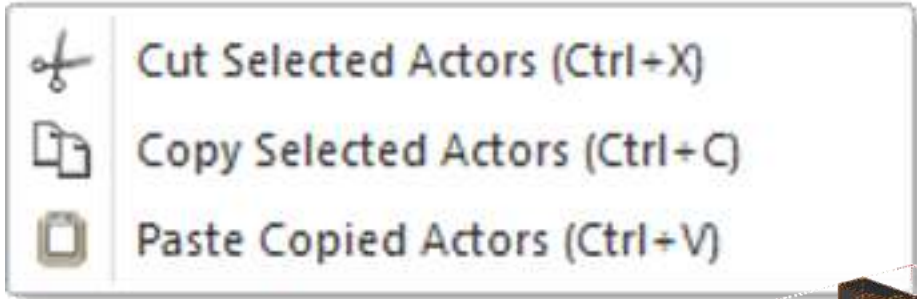 Cut Selected Actors (Ctrl+X)
Copy Selected Actors (Ctrl+C)
Paste Copied Actors (Ctrl+V)